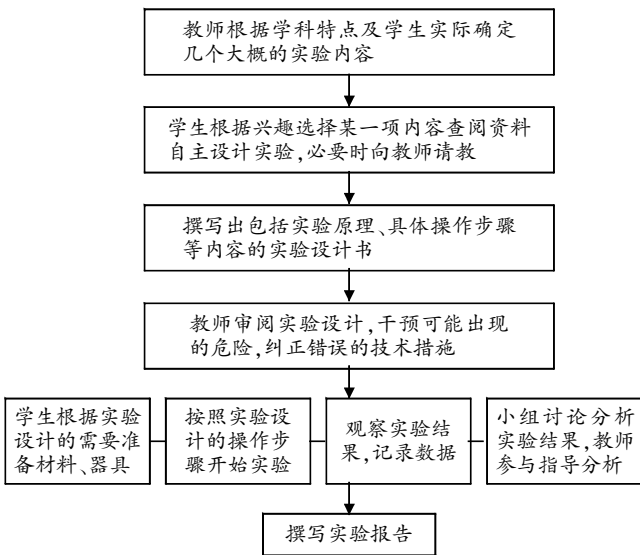 教师根据学科特点及学生实际确定
几个大概的实验内容
学生根据兴趣选择某一项内容查阅资料
自主设计实验,必要时向教师请教
撰写出包括实验原理、具体操作步骤
等内容的实验设计书
教师审阅实验设计,干预可能出现
的危险,纠正错误的技术措施
学生根据实验
设计的需要准
备材料、器具
按照实验设
计的操作步
骤开始实验
观察实验结
果,记录数据
小组讨论分析
实验结果,教师
参与指导分析
撰写实验报告